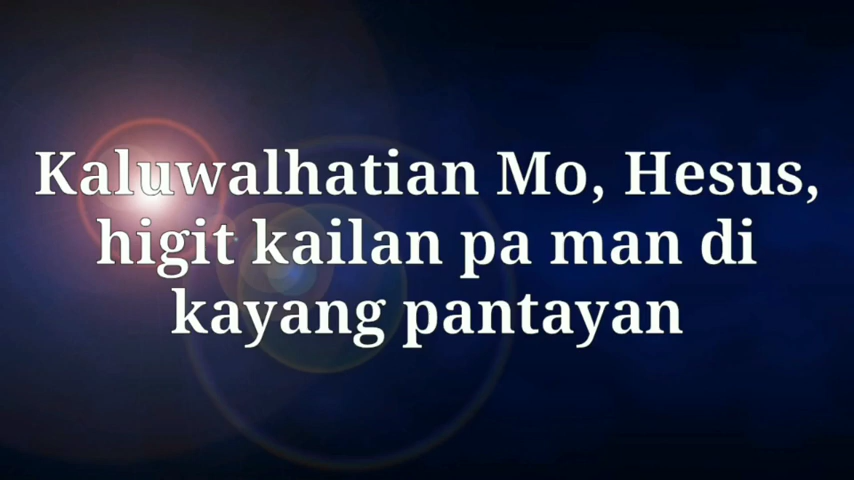 Kaluwalhatian Mo, Hesus,
higit kailan pa man di
kayang pantayan